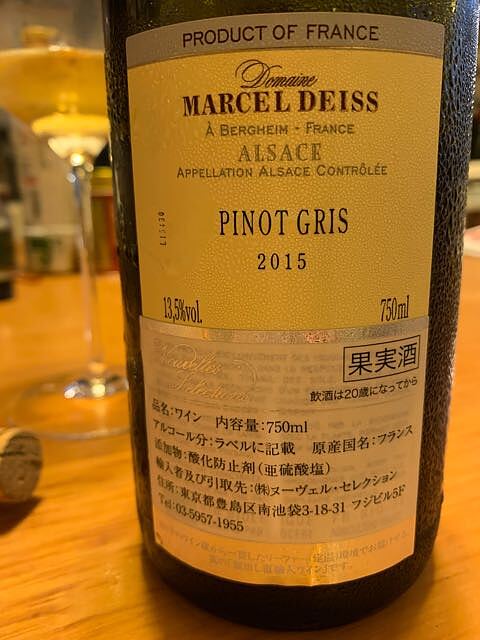 PRODUCT OF FRANCE
Domaine
MARCEL DEISS
À BERGHEIM - FRANCE
ALSACE
APPELLATION ALSACE CONTRÔLÉE
PINOT GRIS
2015
13,5%vol. 750ml
Nouvelles
Selections
果実酒
飲酒は20歳になってから
品名:ワイン 内容量:750ml
アルコール分:ラベルに記載 原産国名:フランス
添加物:酸化防止剤(亜硫酸塩)
輸入者及び引取先:㈱ヌーヴェル・セレクション
住所:東京都豊島区南池袋3-18-31 フジビル5F
Tel:03-5957-1955